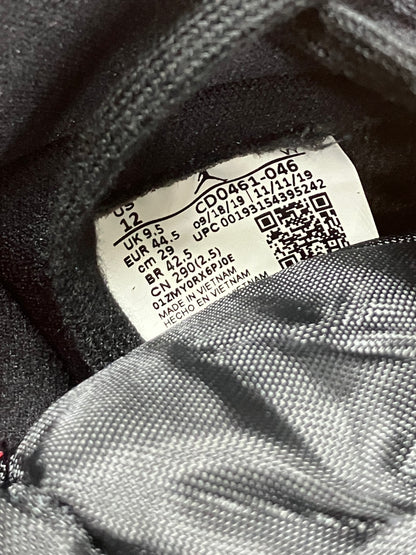 US
12
UK 9.5
EUR 44.5
cm 29
BR 42.5
CN 290(2.5)
01ZMY0RX6PJ0E
MADE IN VIETNAM
HECHO EN VIETNAM
CD0461-046
09/18/19 11/11/19
UPC 00193154395242